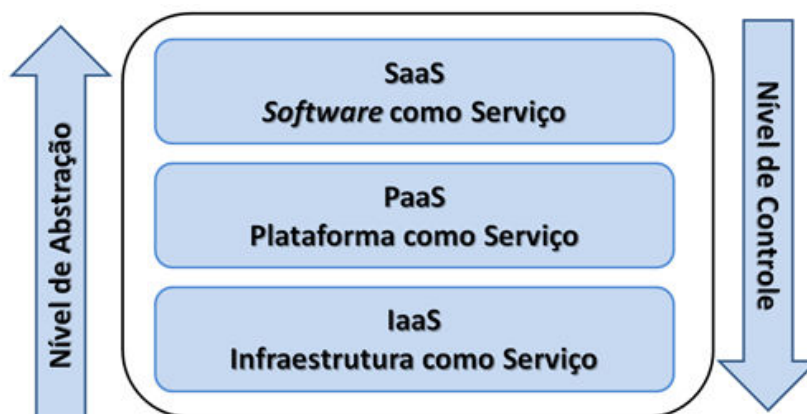 Nível de Abstração
SaaS
Software como Serviço
PaaS
Plataforma como Serviço
IaaS
Infraestrutura como Serviço
Nível de Controle